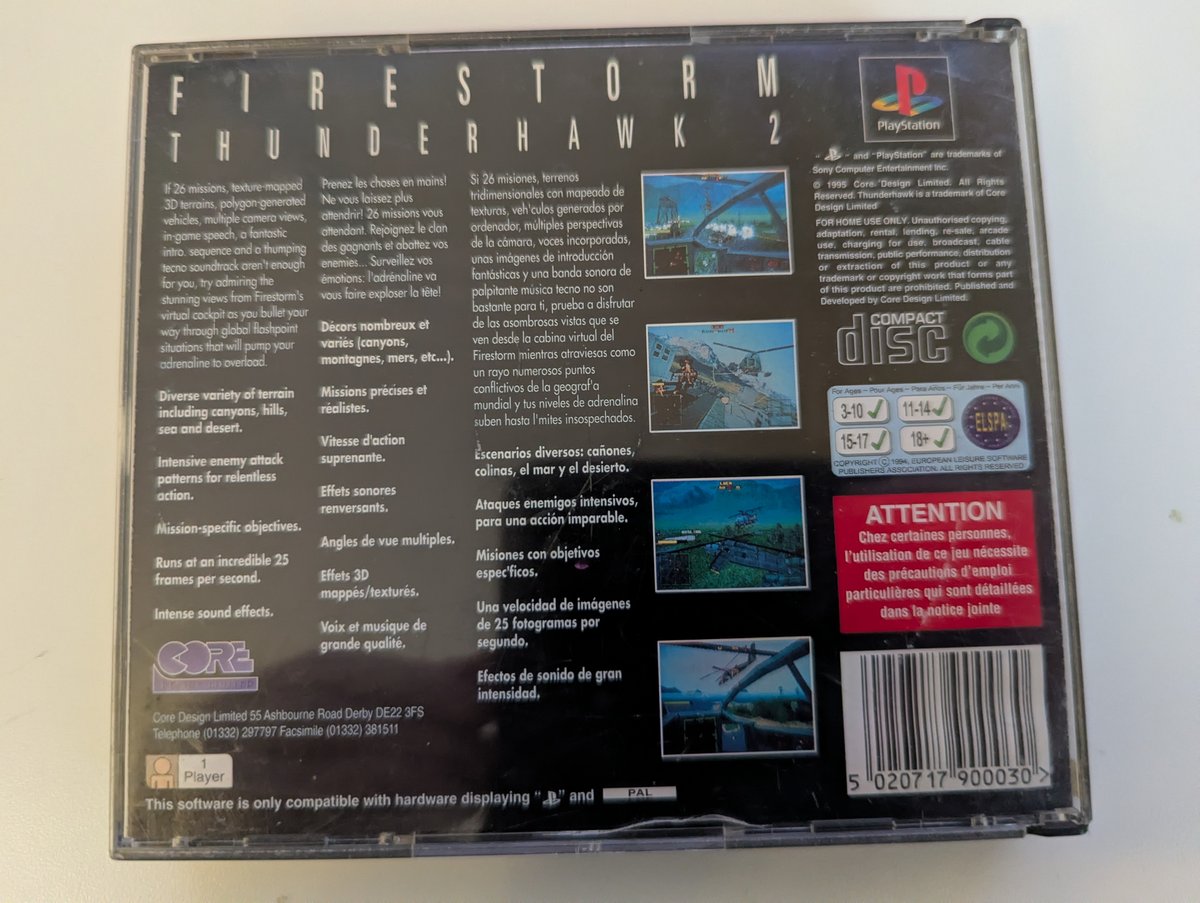 FIRESTORM
THUNDERHAWK 2
If 26 missions, texture-mapped
3D terrains, polygon-generated
vehicles, multiple camera views,
in-game speech, a fantastic
intro. sequence and a thumping
tecno soundtrack aren't enough
for you, try admiring the
stunning views from Firestorm's
virtual cockpit as you bullet your
way through global flashpoint
situations that will pump your
adrenaline to overload.
Diverse variety of terrain
including canyons, hills,
sea and desert.
Intensive enemy attack
patterns for relentless
action.
Mission-specific objectives.
Runs at an incredible 25
frames per second.
Intense sound effects.
CORE
Core Design Limited 55 Ashbourne Road Derby DE22 3FS
Telephone (01332) 297797 Facsimile (01332) 381511
1
Player
This software is only compatible with hardware displaying " " and PAL
Prenez les choses en mains!
Ne vous laissez plus
attendrir! 26 missions vous
attendant. Rejoignez le clan
des gagnants et abattez vos
enemies... Surveillez vos
émotions: l'adrénaline va
vous faire exploser la tête!
Décors nombreux et
variés (canyons,
montagnes, mers, etc...).
Missions précises et
réalistes.
Vitesse d'action
suprenante.
Effets sonores
renversants.
Angles de vue multiples.
Effets 3D
mappés/texturés.
Voix et musique de
grande qualité.
Si 26 misiones, terrenos
tridimensionales con mapeado de
texturas, veh'culos generados por
ordenador, múltiples perspectivas
de la cámara, voces incorporadas,
unas imágenes de introducción
fantásticas y una banda sonora de
palpitante música tecno no son
bastante para ti, prueba a disfrutar
de las asombrosas vistas que se
ven desde la cabina virtual del
Firestorm mientras atraviesas como
un rayo numerosos puntos
conflictivos de la geograf'a
mundial y tus niveles de adrenalina
suben hasta l'mites insospechados.
Escenarios diversos: cañones,
colinas, el mar y el desierto.
Ataques enemigos intensivos,
para una acción imparable.
Misiones con objetivos
espec'ficos.
Una velocidad de imágenes
de 25 fotogramas por
segundo.
Efectos de sonido de gran
intensidad.
PlayStation
" " and "PlayStation" are trademarks of
Sony Computer Entertainment Inc.
© 1995 Core Design Limited. All Rights
Reserved. Thunderhawk is a trademark of Core
Design Limited
FOR HOME USE ONLY. Unauthorised copying,
adaptation, rental, lending, re-sale, arcade
use, charging for use, broadcast, cable
transmission, public performance, distribution
or extraction of this product or any
trademark or copyright work that forms part
of this product are prohibited. Published and
Developed by Core Design Limited.
COMPACT
disc
For Ages – Pour Ages – Para Años – Für Jahre – Per Anni
3-10 11-14
15-17 18+
ELSPA
COPYRIGHT © 1994, EUROPEAN LEISURE SOFTWARE
PUBLISHERS ASSOCIATION. ALL RIGHTS RESERVED
ATTENTION
Chez certaines personnes,
l'utilisation de ce jeu nécessite
des précautions d'emploi
particulières qui sont détaillées
dans la notice jointe
5 020717 900030 >